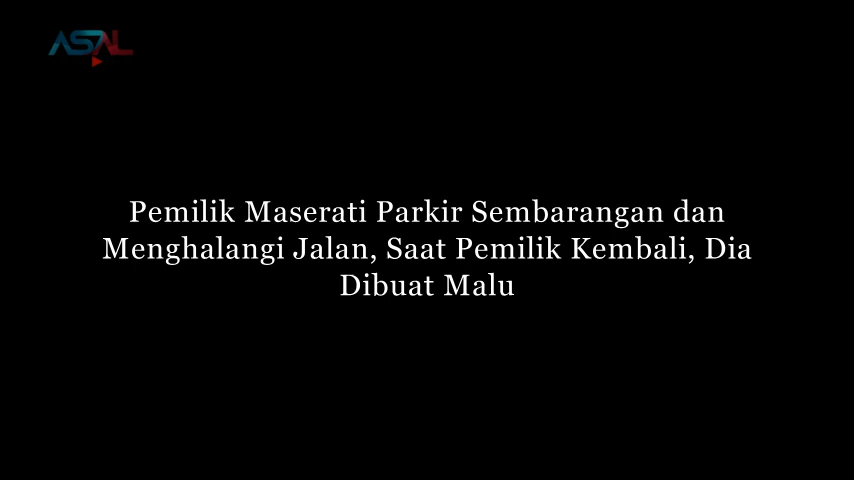 ASAL
Pemilik Maserati Parkir Sembarangan dan
Menghalangi Jalan, Saat Pemilik Kembali, Dia
Dibuat Malu